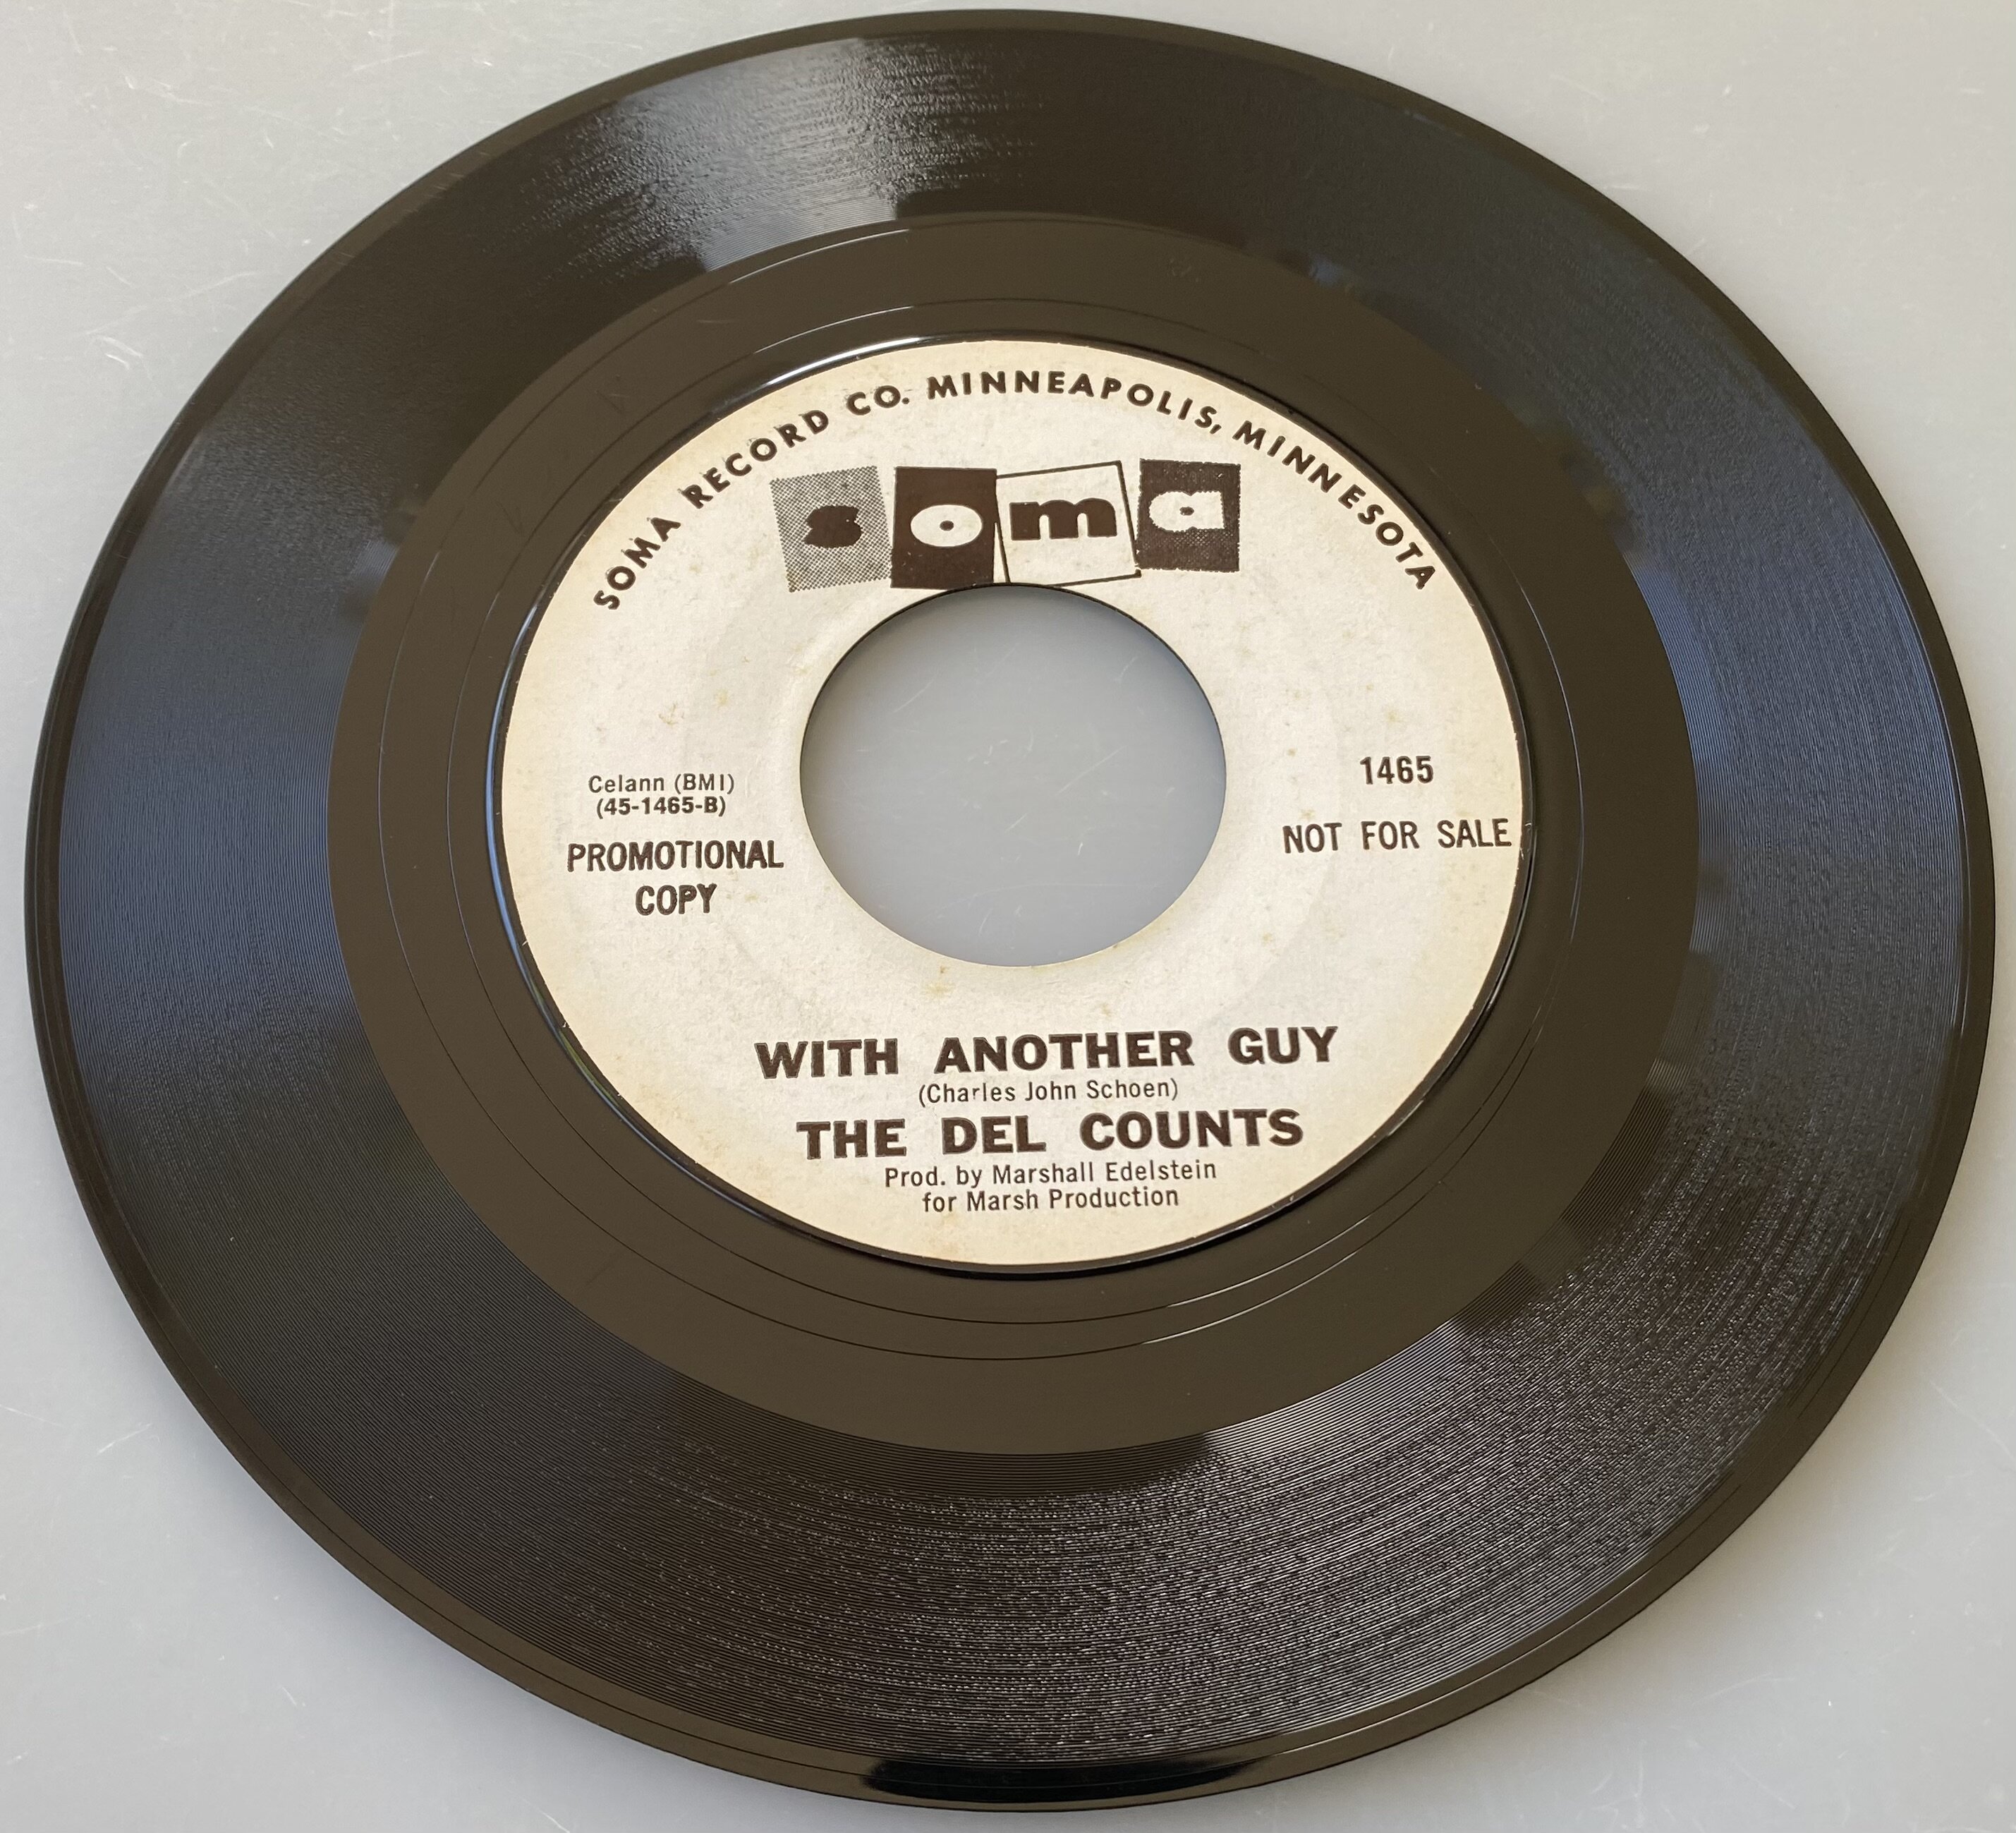 SOMA RECORD CO. MINNEAPOLIS, MINNESOTA
soma
Celann (BMI)
(45-1465-B)
PROMOTIONAL
COPY
1465
NOT FOR SALE
WITH ANOTHER GUY
(Charles John Schoen)
THE DEL COUNTS
Prod. by Marshall Edelstein
for Marsh Production